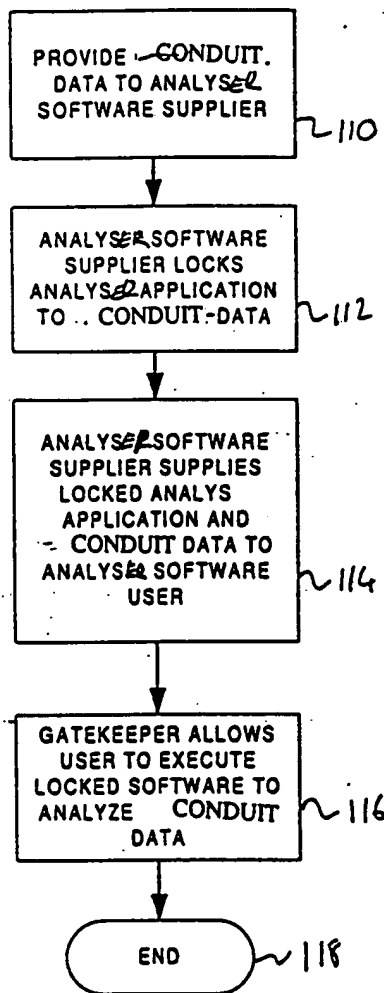 PROVIDE CONDUIT.
DATA TO ANALYSER
SOFTWARE SUPPLIER
110
ANALYSER SOFTWARE
SUPPLIER LOCKS
ANALYSER APPLICATION
TO .. CONDUIT-DATA
112
ANALYSER SOFTWARE
SUPPLIER SUPPLIES
LOCKED ANALYS
APPLICATION AND
- CONDUIT DATA TO
ANALYSER SOFTWARE
USER
114
GATEKEEPER ALLOWS
USER TO EXECUTE
LOCKED SOFTWARE TO
ANALYZE CONDUIT
DATA
116
END
118